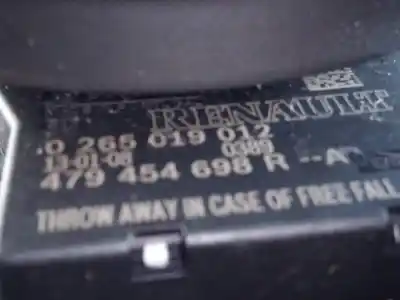 RENAULT
0 265 019 012
13-01-08 0389
479 454 698 R --A
THROW AWAY IN CASE OF FREE FALL